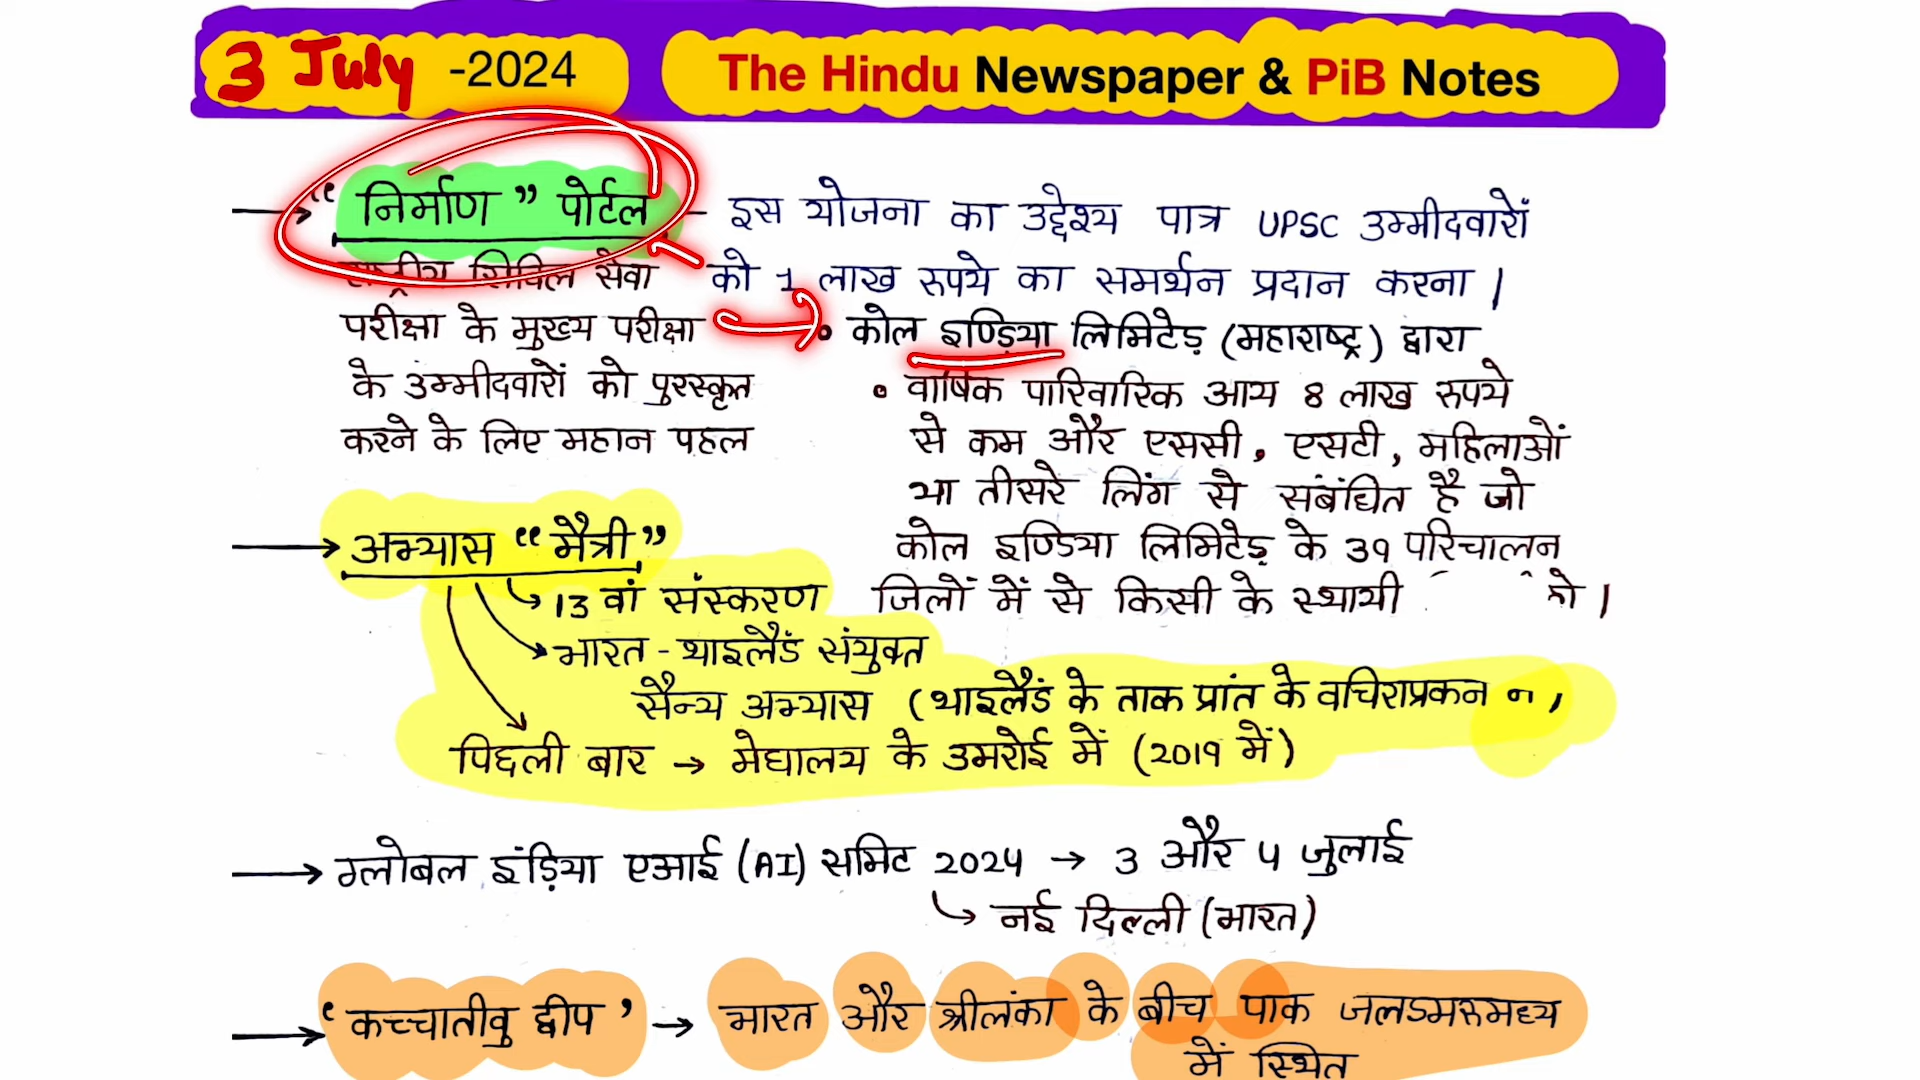 3 July -2024
The Hindu Newspaper & PiB Notes
“निर्माण” पोर्टल - इस योजना का उद्देश्य पात्र UPSC उम्मीदवारों
को 1 लाख रुपये का समर्थन प्रदान करना।
राष्ट्रीय सिविल सेवा
परीक्षा के मुख्य परीक्षा
के उम्मीदवारों को पुरस्कृत
करने के लिए महान पहल
• कोल इण्डिया लिमिटेड़ (महाराष्ट्र) द्वारा
• वार्षिक पारिवारिक आय 8 लाख रुपये
से कम और एससी, एसटी, महिलाओं
या तीसरे लिंग से संबंधित है जो
कोल इण्डिया लिमिटेड़ के 39 परिचालन
जिलों में से किसी के स्थायी
→ अभ्यास “मैत्री”
↳ 13 वां संस्करण
→ भारत - थाइलैंड संयुक्त
सैन्य अभ्यास (थाइलैंड के ताक प्रांत के वचिराप्रकन
पिछली बार → मेघालय के उमरोई में (2019 में)
→ ग्लोबल इंड़िया एआई (AI) समिट 2024 → 3 और 4 जुलाई
↳ नई दिल्ली (भारत)
→ ‘कच्चातीवु द्वीप’ → भारत और श्रीलंका के बीच पाक जलडमरुमध्य
में स्थित